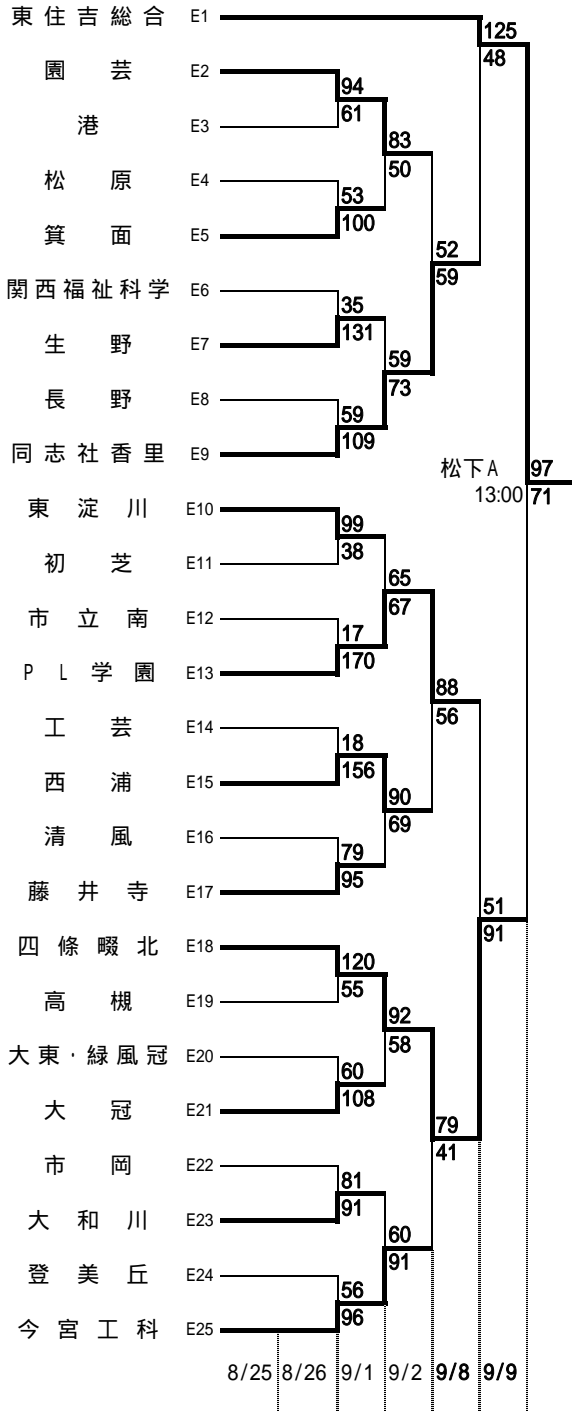 東住吉総合 E1
125
48
園芸 E2
94
61
港 E3
83
50
松原 E4
53
100
箕面 E5
52
59
関西福祉科学 E6
35
131
生野 E7
59
73
長野 E8
59
109
同志社香里 E9
松下A 97
13:00 71
東淀川 E10
99
38
初芝 E11
65
67
市立南 E12
17
170
PL学園 E13
88
56
工芸 E14
18
156
西浦 E15
90
69
清風 E16
79
95
藤井寺 E17
51
91
四條畷北 E18
120
55
高槻 E19
92
58
大東・緑風冠 E20
60
108
大冠 E21
79
41
市岡 E22
81
91
大和川 E23
60
91
登美丘 E24
56
96
今宮工科 E25
8/25 8/26 9/1 9/2 9/8 9/9